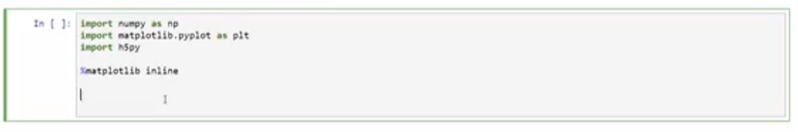 In [ ]: import numpy as np
import matplotlib.pyplot as plt
import h5py
%matplotlib inline